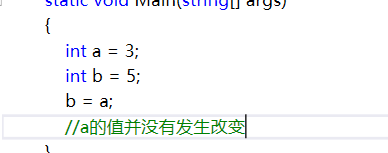 static void Main(string[] args)
{
int a = 3;
int b = 5;
b = a;
//a的值并没有发生改变
}